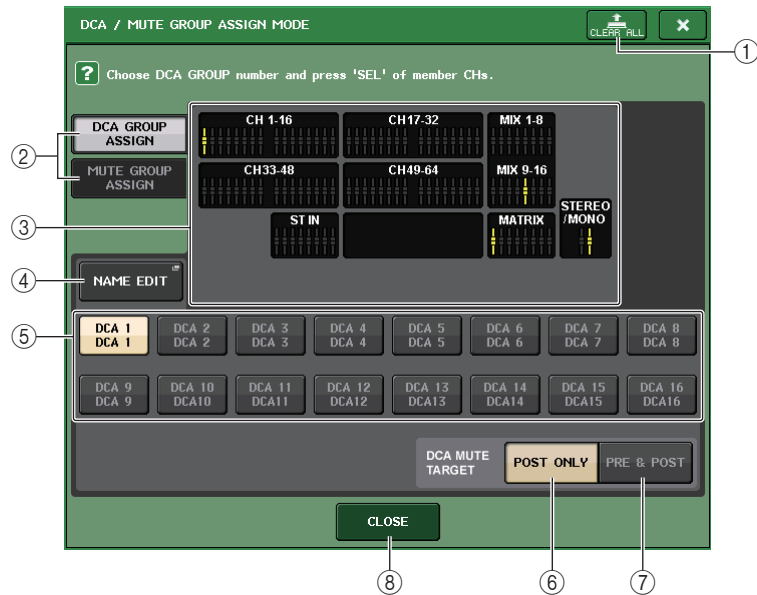 DCA / MUTE GROUP ASSIGN MODE
CLEAR ALL
×
①
? Choose DCA GROUP number and press 'SEL' of member CHs.
②
DCA GROUP
ASSIGN
MUTE GROUP
ASSIGN
③
CH 1-16
CH17-32
MIX 1-8
CH33-48
CH49-64
MIX 9-16
ST IN
MATRIX
STEREO
/MONO
④
NAME EDIT
⑤
DCA 1
DCA 1
DCA 2
DCA 2
DCA 3
DCA 3
DCA 4
DCA 4
DCA 5
DCA 5
DCA 6
DCA 6
DCA 7
DCA 7
DCA 8
DCA 8
DCA 9
DCA 9
DCA 10
DCA10
DCA 11
DCA11
DCA 12
DCA12
DCA 13
DCA13
DCA 14
DCA14
DCA 15
DCA15
DCA 16
DCA16
DCA MUTE
TARGET
POST ONLY
PRE & POST
CLOSE
⑧
⑥
⑦